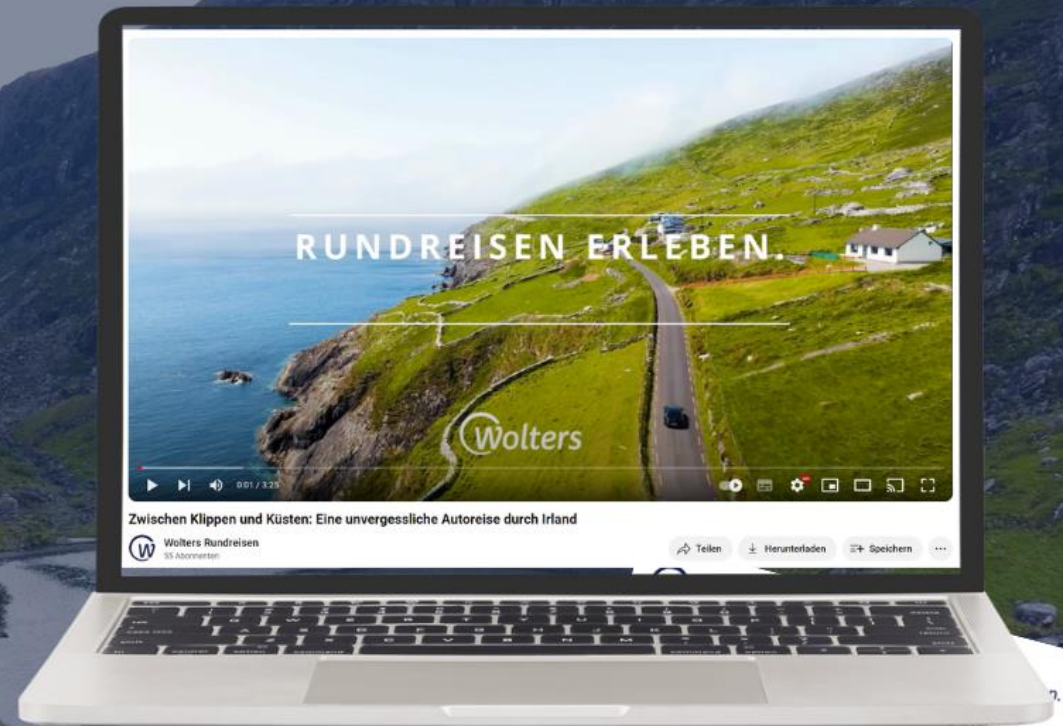 RUNDREISEN ERLEBEN.
Wolters
0:01 / 3:25
Zwischen Klippen und Küsten: Eine unvergessliche Autoreise durch Irland
Wolters Rundreisen
55 Abonnenten
Teilen
Herunterladen
Speichern